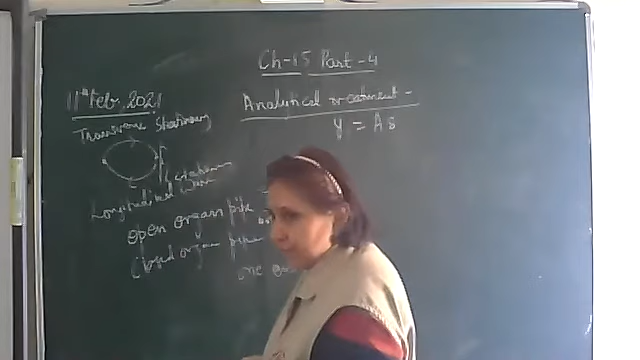 Ch-15 Part-4
11th Feb. 2021
Analytical treatment -
Transverse Stationary
y = A s
Longitudinal Wave
open organ pipe
closed organ pipe
one